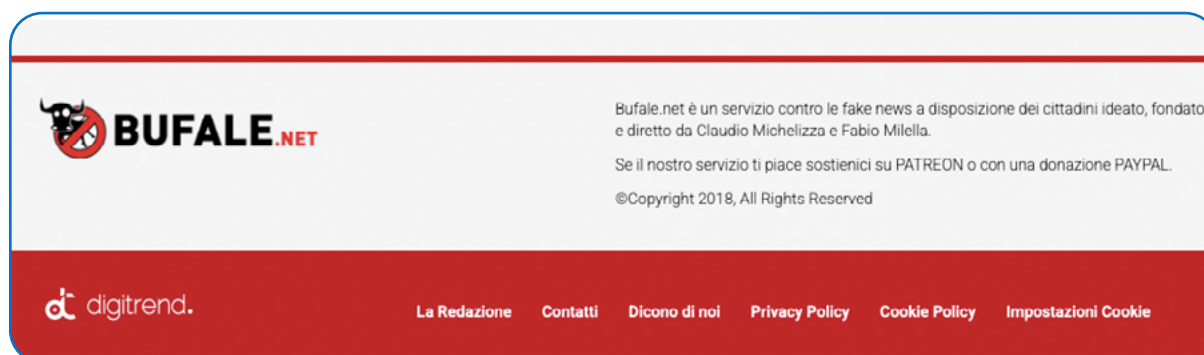 BUFALE.NET
Bufale.net è un servizio contro le fake news a disposizione dei cittadini ideato, fondato
e diretto da Claudio Michelizza e Fabio Milella.
Se il nostro servizio ti piace sostienici su PATREON o con una donazione PAYPAL.
©Copyright 2018, All Rights Reserved
dt digitrend.
La Redazione Contatti Dicono di noi Privacy Policy Cookie Policy Impostazioni Cookie